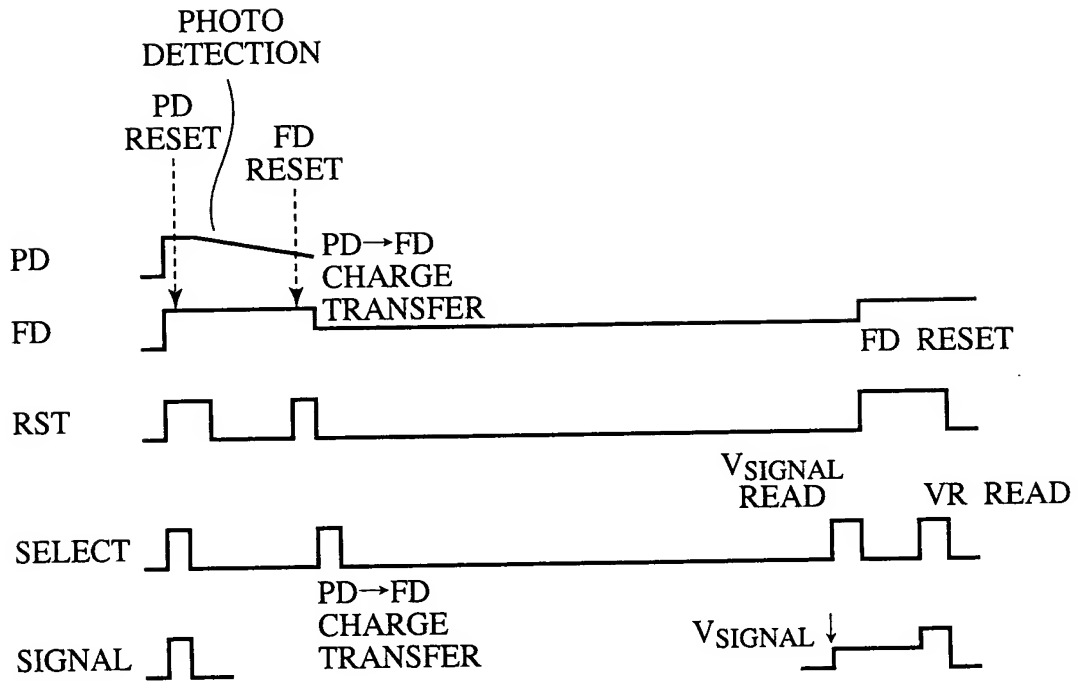 PHOTO
DETECTION
PD
RESET
FD
RESET
PD
PD→FD
CHARGE
TRANSFER
FD
FD RESET
RST
VSIGNAL
READ
VR READ
SELECT
PD→FD
CHARGE
TRANSFER
VSIGNAL
SIGNAL